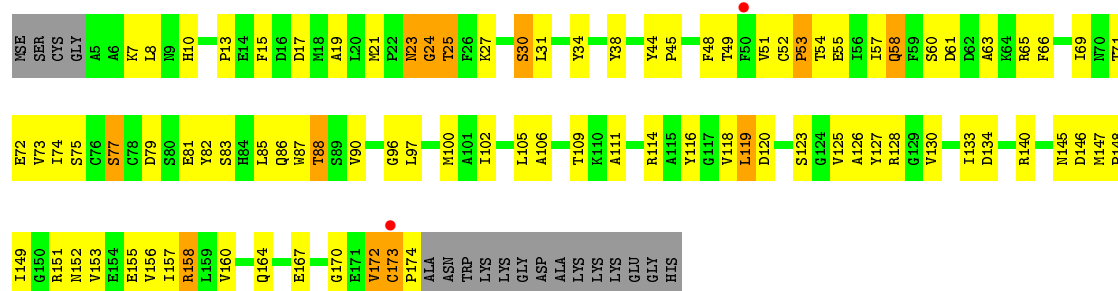 MSE SER CYS GLY A5 A6 K7 L8 N9 H10 P13 E14 F15 D16 D17 M18 A19 L20 M21 P22 N23 G24 T25 F26 K27 S30 L31 Y34 Y38 Y44 P45 F48 T49 F50 V51 C52 P53 T54 E55 I56 I57 Q58 F59 S60 D61 D62 A63 K64 R65 F66 I69 N70 T71
E72 V73 I74 S75 C76 S77 C78 D79 S80 E81 Y82 S83 H84 L85 Q86 W87 T88 S89 V90 G96 L97 M100 A101 I102 L105 A106 T109 K110 A111 R114 A115 Y116 G117 V118 L119 D120 S123 G124 V125 A126 Y127 R128 G129 V130 I133 D134 R140 N145 D146 M147 P148
I149 G150 R151 N152 V153 E154 E155 V156 I157 R158 L159 V160 Q164 E167 G170 E171 V172 C173 P174 ALA ASN TRP LYS LYS GLY ASP ALA LYS LYS LYS GLU GLY HIS